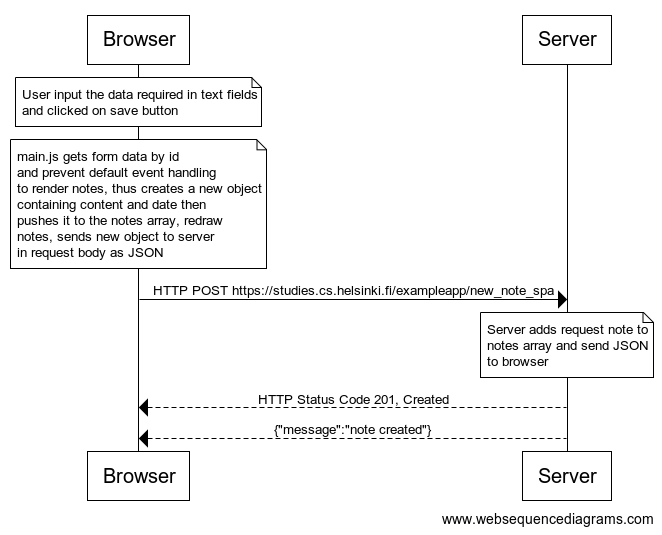 Browser
Server
User input the data required in text fields
and clicked on save button
main.js gets form data by id
and prevent default event handling
to render notes, thus creates a new object
containing content and date then
pushes it to the notes array, redraw
notes, sends new object to server
in request body as JSON
HTTP POST https://studies.cs.helsinki.fi/exampleapp/new_note_spa
Server adds request note to
notes array and send JSON
to browser
HTTP Status Code 201, Created
{"message":"note created"}
Browser
Server
www.websequencediagrams.com